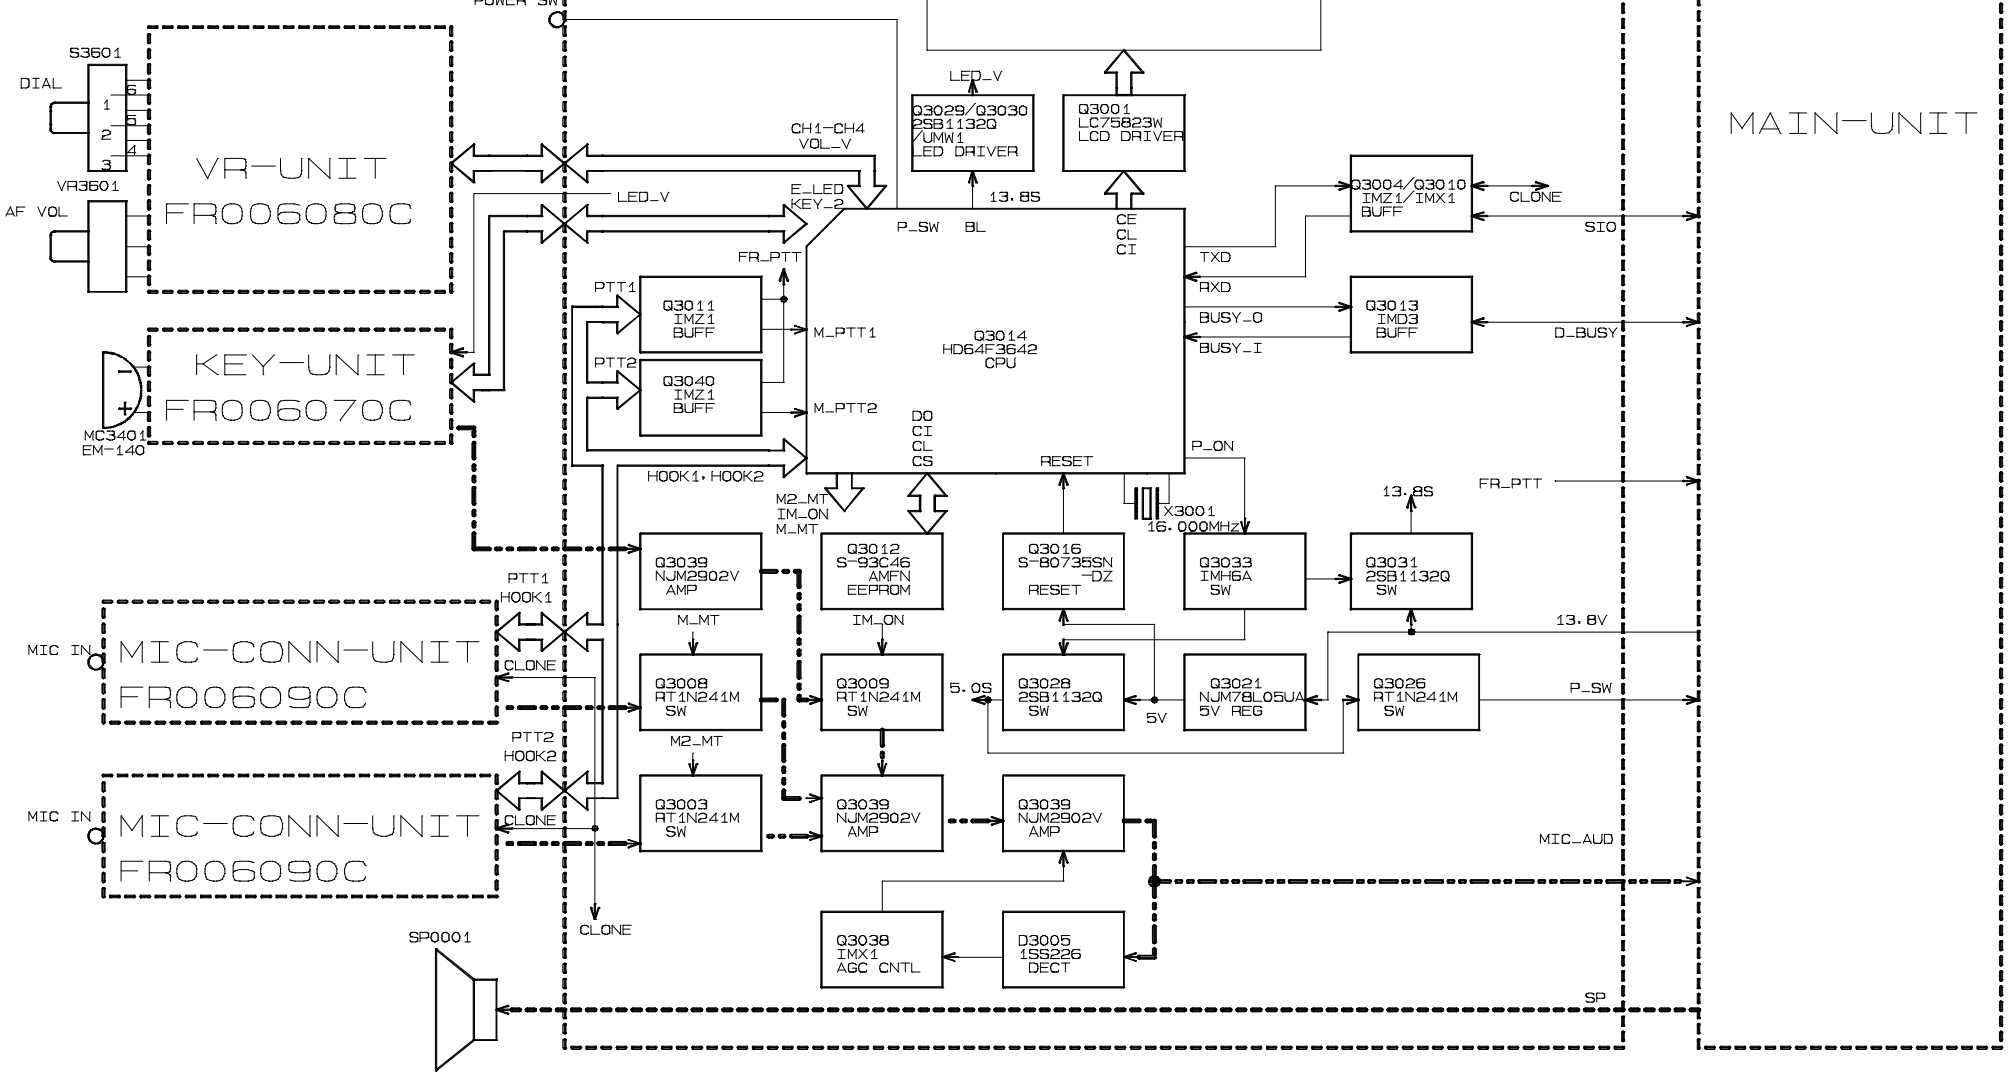 POWER SW
S3601
DIAL
6
1
5
2
4
3
VR3601
AF VOL
VR-UNIT
FR006080C
KEY-UNIT
FR006070C
MC3401
EM-140
CH1-CH4
VOL_V
LED_V
E_LED
KEY_2
LED_V
Q3029/Q3030
2SB1132Q
/UMW1
LED DRIVER
13.8S
Q3001
LC75823W
LCD DRIVER
P_SW
BL
CE
CL
CI
Q3004/Q3010
IMZ1/IMX1
BUFF
CLONE
SIO
MAIN-UNIT
TXD
RXD
BUSY_O
BUSY_I
Q3013
IMD3
BUFF
D_BUSY
FR_PTT
PTT1
Q3011
IMZ1
BUFF
M_PTT1
PTT2
Q3040
IMZ1
BUFF
M_PTT2
Q3014
HD64F3642
CPU
DO
CI
CL
CS
RESET
P_ON
HOOK1,HOOK2
M2_MT
IM_ON
M_MT
X3001
16.000MHz
13.8S
FR_PTT
Q3039
NJM2902V
AMP
Q3012
S-93C46
AMFN
EEPROM
Q3016
S-80735SN
-DZ
RESET
Q3033
IMH6A
SW
Q3031
2SB1132Q
SW
13.8V
PTT1
HOOK1
MIC IN
MIC-CONN-UNIT
FR006090C
CLONE
M_MT
Q3008
RT1N241M
SW
IM_ON
Q3009
RT1N241M
SW
5.0S
Q3028
2SB1132Q
SW
5V
Q3021
NJM78L05UA
5V REG
Q3026
RT1N241M
SW
P_SW
PTT2
HOOK2
MIC IN
MIC-CONN-UNIT
FR006090C
CLONE
M2_MT
Q3003
RT1N241M
SW
Q3039
NJM2902V
AMP
Q3039
NJM2902V
AMP
MIC_AUD
CLONE
Q3038
IMX1
AGC CNTL
D3005
1SS226
DECT
SP0001
SP